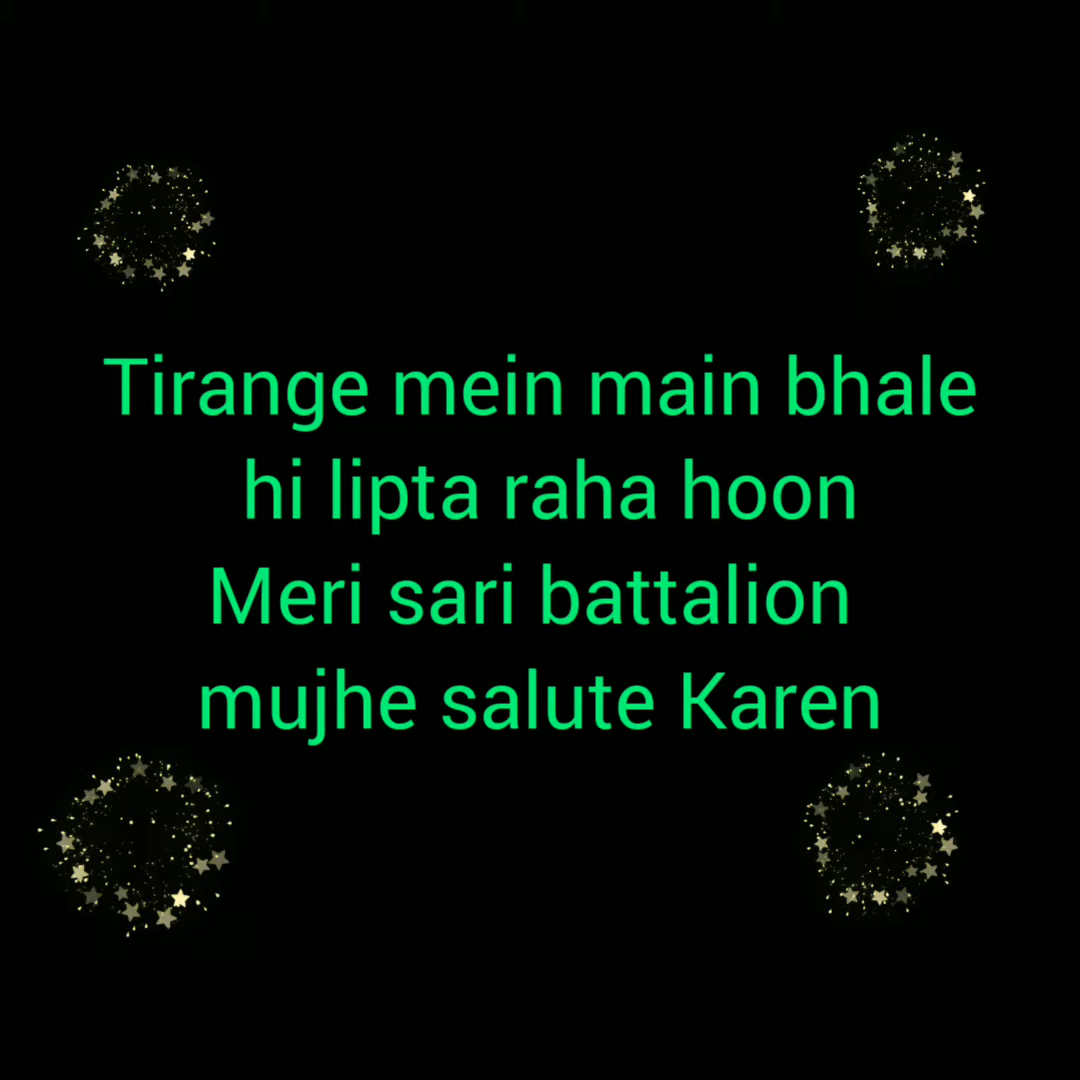 Tirange mein main bhale
hi lipta raha hoon
Meri sari battalion
mujhe salute Karen